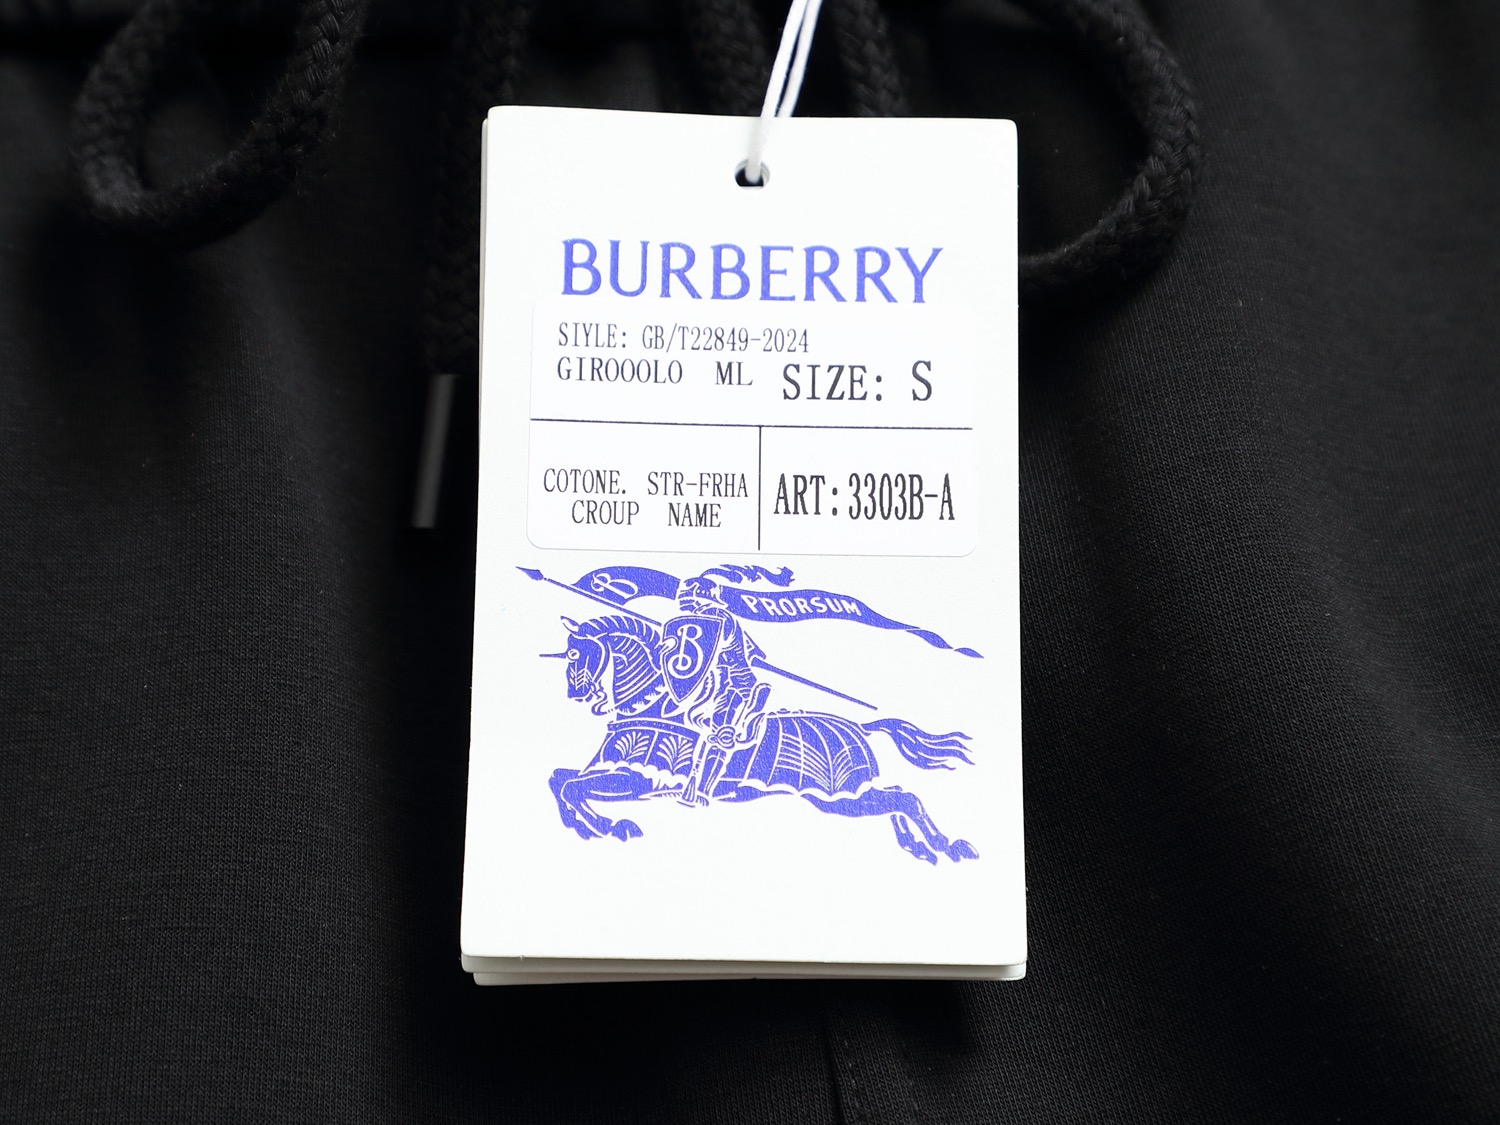 BURBERRY
SIYLE: GB/T22849-2024
GIROOOLO ML SIZE: S
COTONE. STR-FRHA
CROUP NAME
ART:3303B-A
B PRORSUM
B